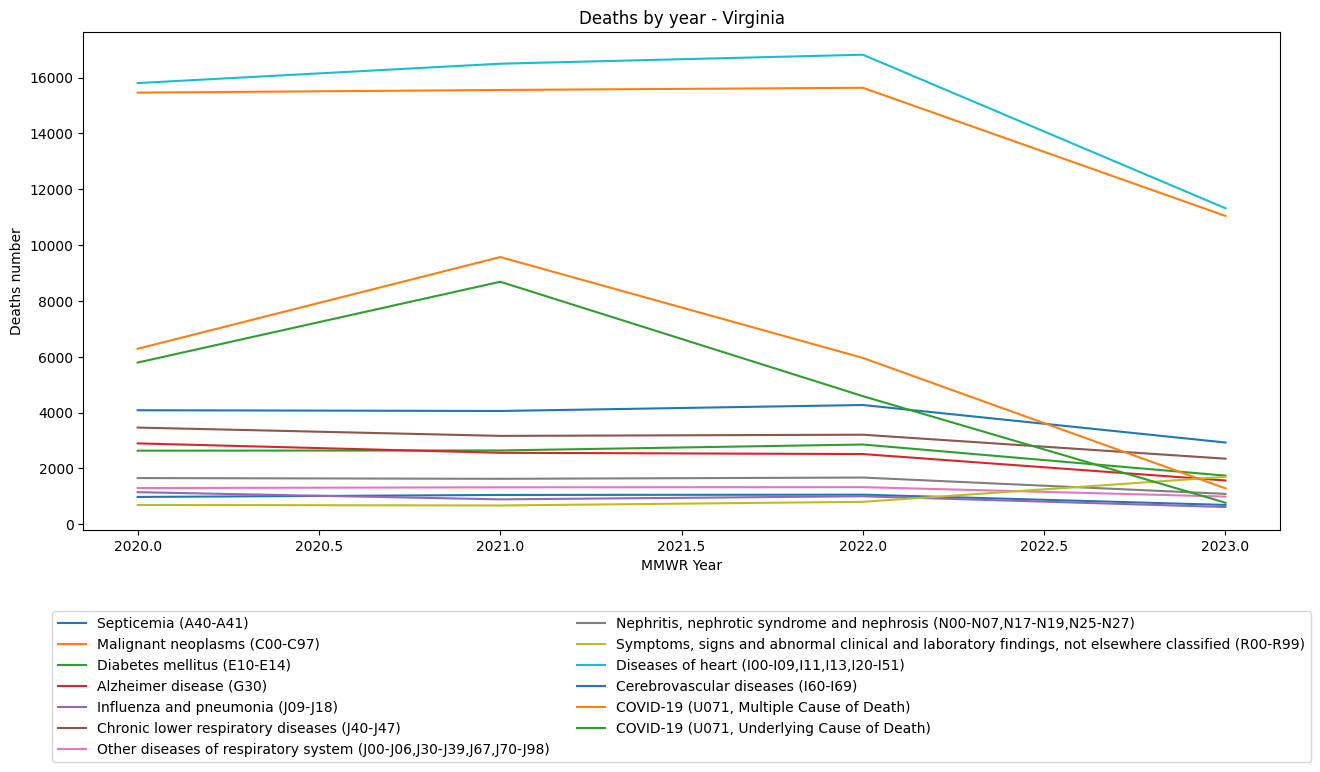 Deaths by year - Virginia
Deaths number
16000
14000
12000
10000
8000
6000
4000
2000
0
2020.0 2020.5 2021.0 2021.5 2022.0 2022.5 2023.0
MMWR Year
Septicemia (A40-A41)
Malignant neoplasms (C00-C97)
Diabetes mellitus (E10-E14)
Alzheimer disease (G30)
Influenza and pneumonia (J09-J18)
Chronic lower respiratory diseases (J40-J47)
Other diseases of respiratory system (J00-J06,J30-J39,J67,J70-J98)
Nephritis, nephrotic syndrome and nephrosis (N00-N07,N17-N19,N25-N27)
Symptoms, signs and abnormal clinical and laboratory findings, not elsewhere classified (R00-R99)
Diseases of heart (I00-I09,I11,I13,I20-I51)
Cerebrovascular diseases (I60-I69)
COVID-19 (U071, Multiple Cause of Death)
COVID-19 (U071, Underlying Cause of Death)